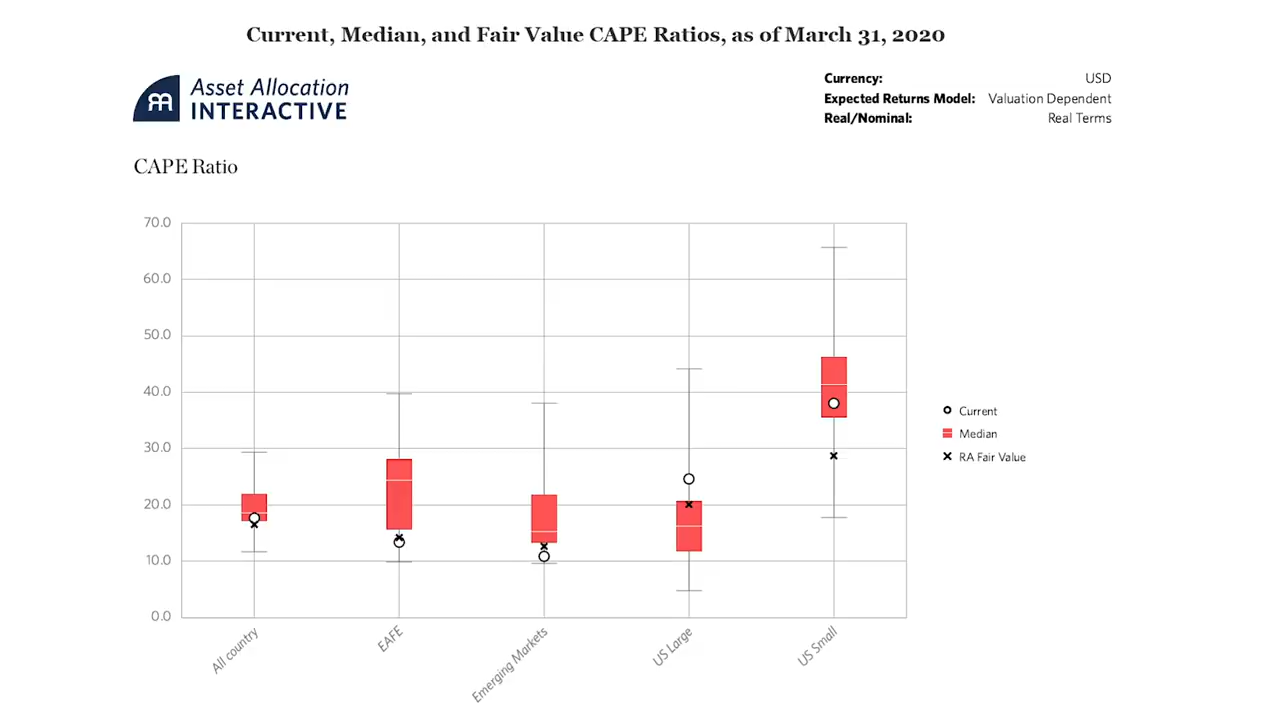 Current, Median, and Fair Value CAPE Ratios, as of March 31, 2020
Asset Allocation
INTERACTIVE
Currency: USD
Expected Returns Model: Valuation Dependent
Real/Nominal: Real Terms
CAPE Ratio
70.0
60.0
50.0
40.0
30.0
20.0
10.0
0.0
All country
EAFE
Emerging Markets
US Large
US Small
Current
Median
RA Fair Value